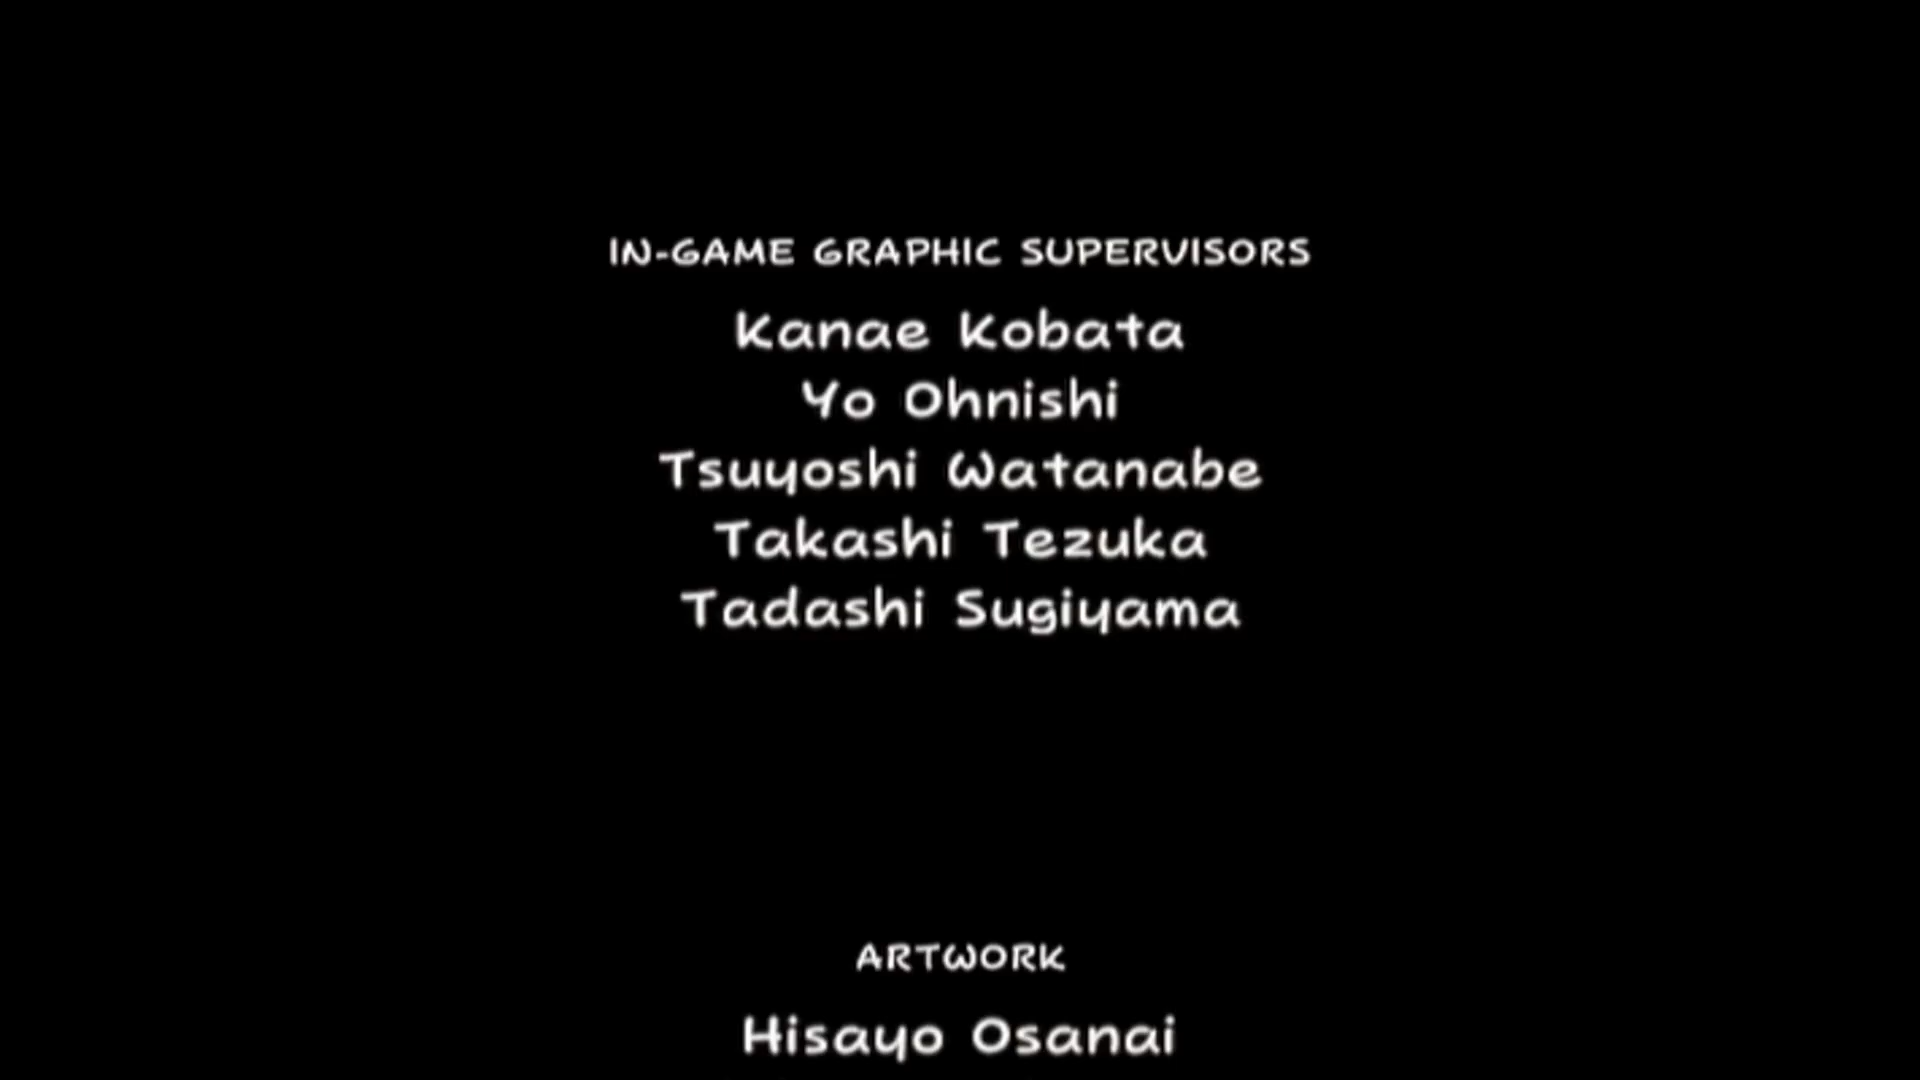 IN-GAME GRAPHIC SUPERVISORS
Kanae Kobata
Yo Ohnishi
Tsuyoshi Watanabe
Takashi Tezuka
Tadashi Sugiyama
ARTWORK
Hisayo Osanai